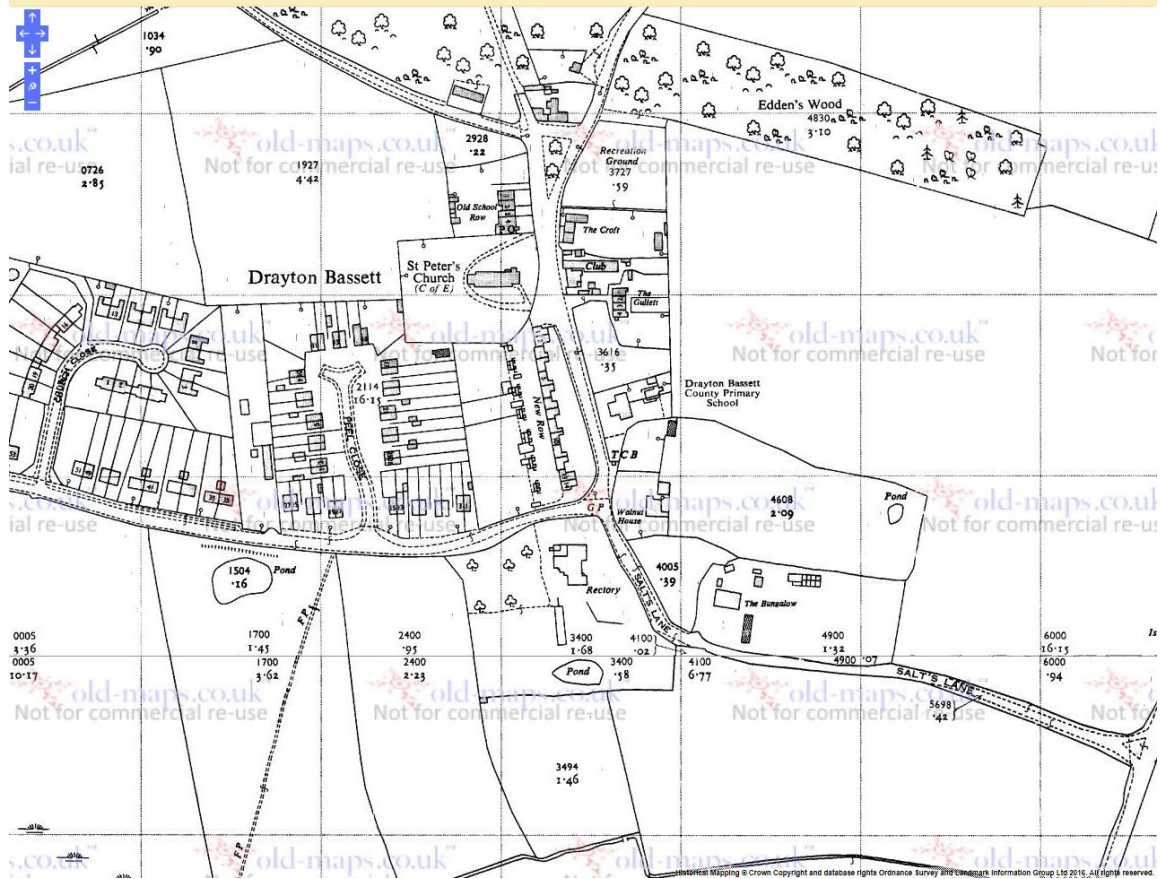 1034
.90
Edden's Wood
4830
3.10
2928
.22
Recreation
Ground
3727
.59
1927
4.42
0726
2.85
Old School
Row
P O
The Croft
Club
St Peter's
Church
(C of E)
Drayton Bassett
The
Gullett
3616
.35
Drayton Bassett
County Primary
School
CHURCH CLOSE
2114
16.15
PEEL CLOSE
New Row
T C B
G P
Walnut
House
4608
2.09
Pond
1504
.16
Pond
Rectory
4005
.39
SALT'S LANE
The Bungalow
FP
0005
3.36
1700
1.45
2400
.95
3400
1.68
4100
.02
4900
1.32
6000
16.15
0005
10.17
1700
3.62
2400
2.23
Pond
3400
.58
4100
6.77
4900 .07
6000
.94
SALT'S LANE
5698
.42
3494
1.46
FP
old-maps.co.uk
Not for commercial re-use
Historical Mapping © Crown Copyright and database rights Ordnance Survey and Landmark Information Group Ltd 2016. All rights reserved.